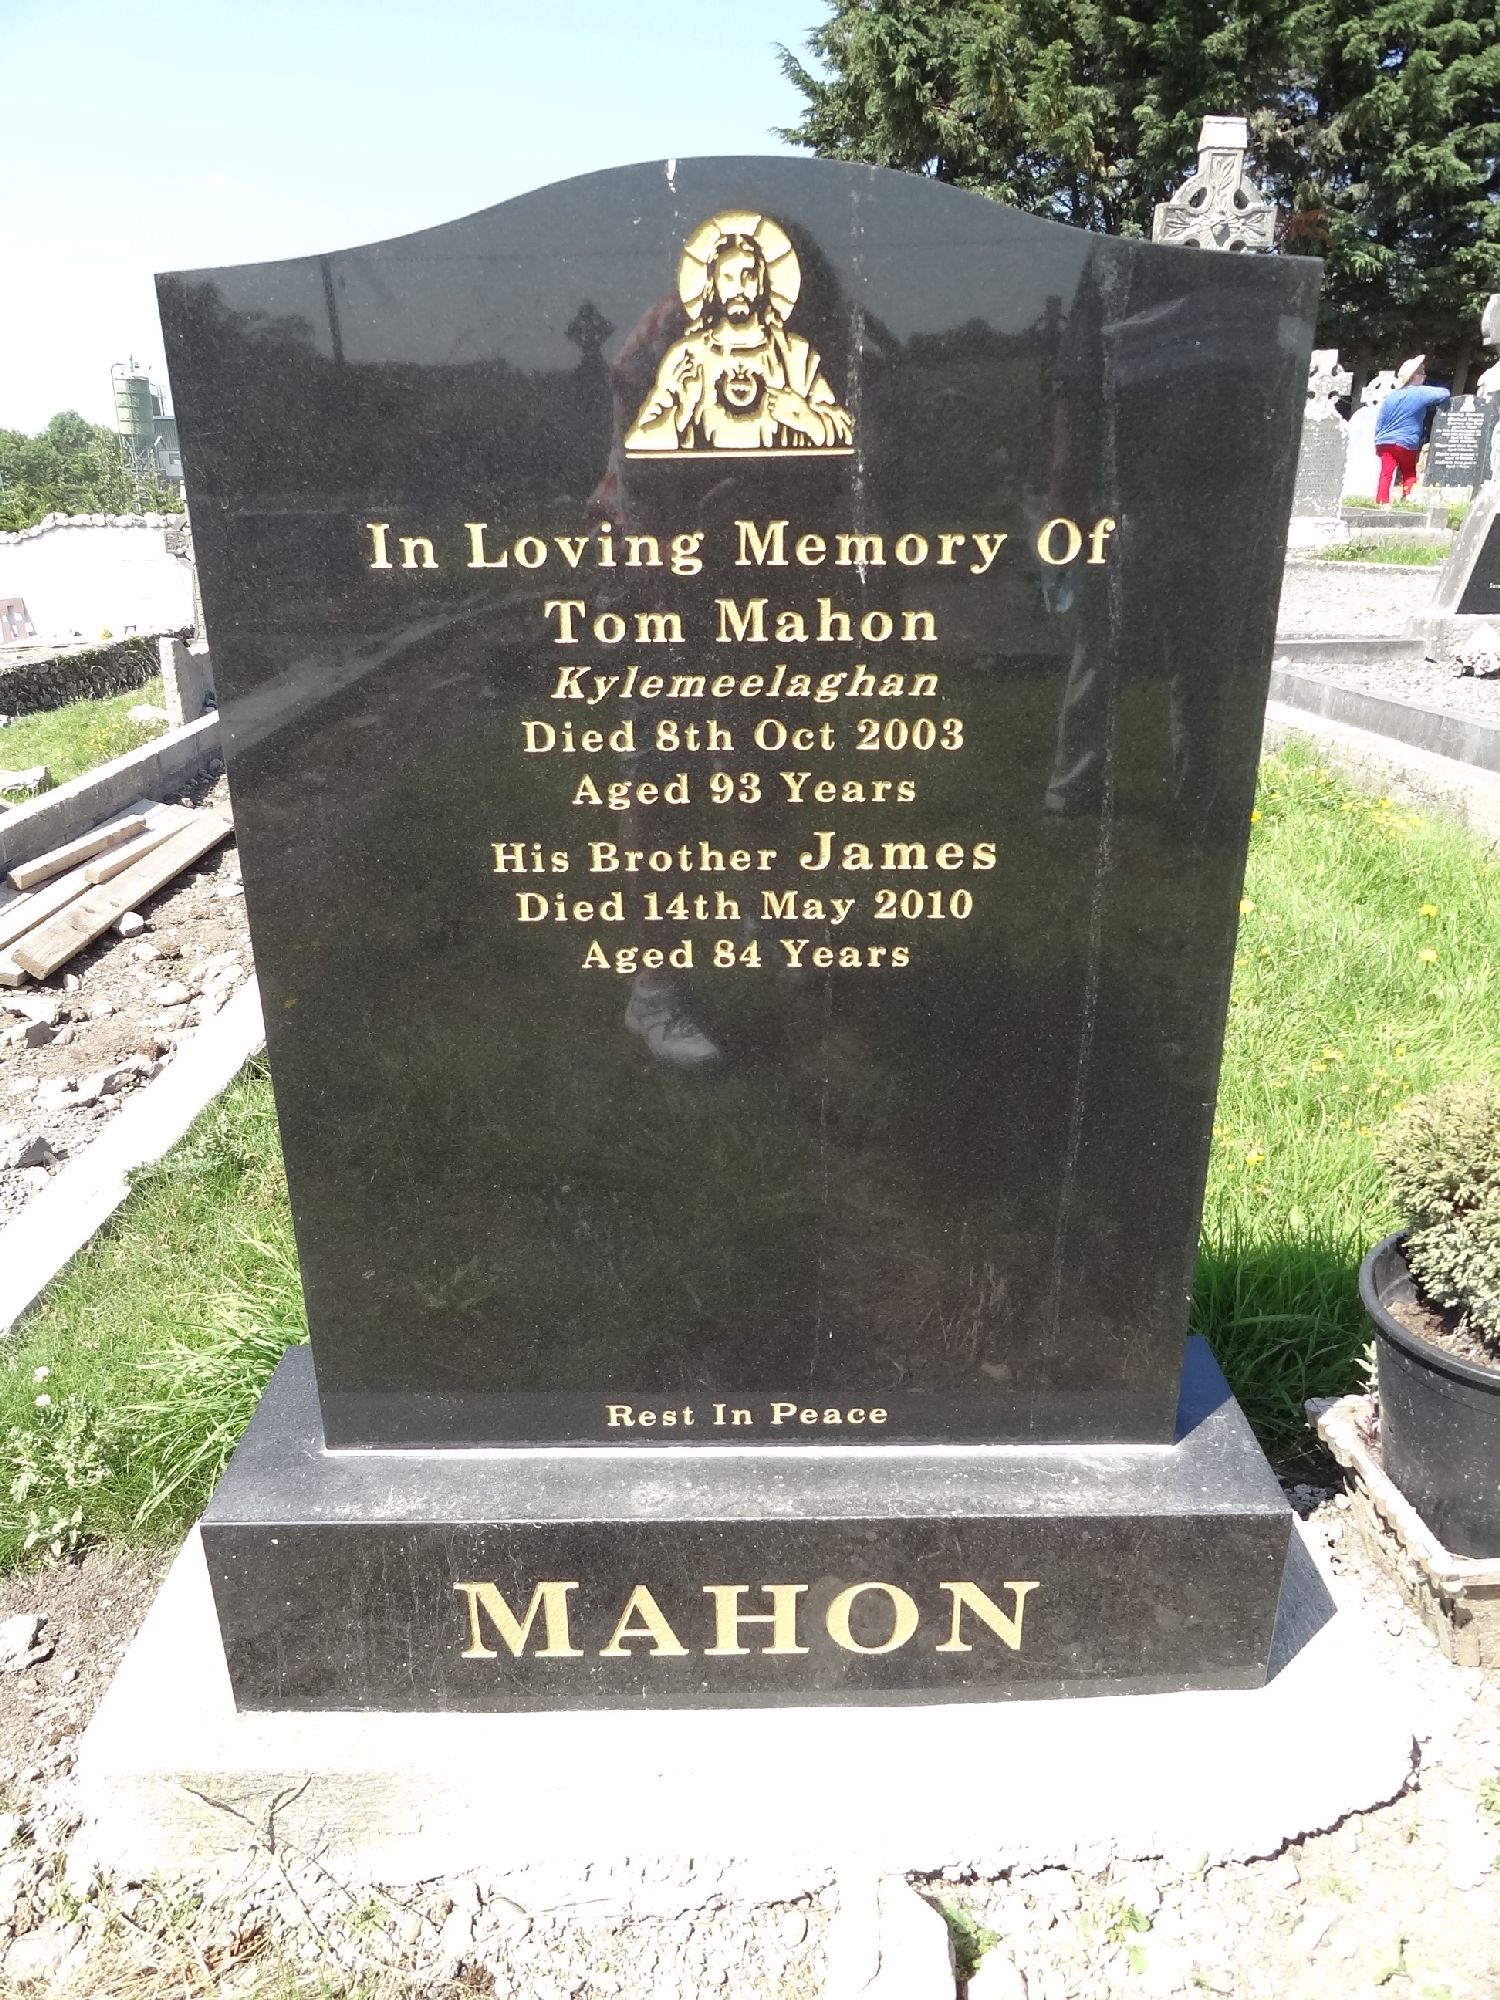 In Loving Memory Of
Tom Mahon
Kylemeelaghan
Died 8th Oct 2003
Aged 93 Years
His Brother James
Died 14th May 2010
Aged 84 Years
Rest In Peace
MAHON